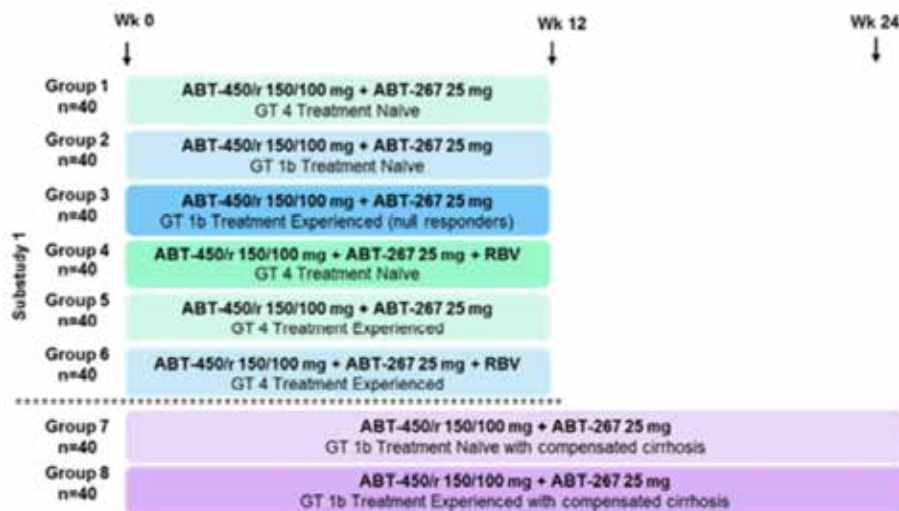 Wk 0
Wk 12
Wk 24
Substudy 1
Group 1
n=40
ABT-450/r 150/100 mg + ABT-267 25 mg
GT 4 Treatment Naïve
Group 2
n=40
ABT-450/r 150/100 mg + ABT-267 25 mg
GT 1b Treatment Naïve
Group 3
n=40
ABT-450/r 150/100 mg + ABT-267 25 mg
GT 1b Treatment Experienced (null responders)
Group 4
n=40
ABT-450/r 150/100 mg + ABT-267 25 mg + RBV
GT 4 Treatment Naïve
Group 5
n=40
ABT-450/r 150/100 mg + ABT-267 25 mg
GT 4 Treatment Experienced
Group 6
n=40
ABT-450/r 150/100 mg + ABT-267 25 mg + RBV
GT 4 Treatment Experienced
Group 7
n=40
ABT-450/r 150/100 mg + ABT-267 25 mg
GT 1b Treatment Naïve with compensated cirrhosis
Group 8
n=40
ABT-450/r 150/100 mg + ABT-267 25 mg
GT 1b Treatment Experienced with compensated cirrhosis